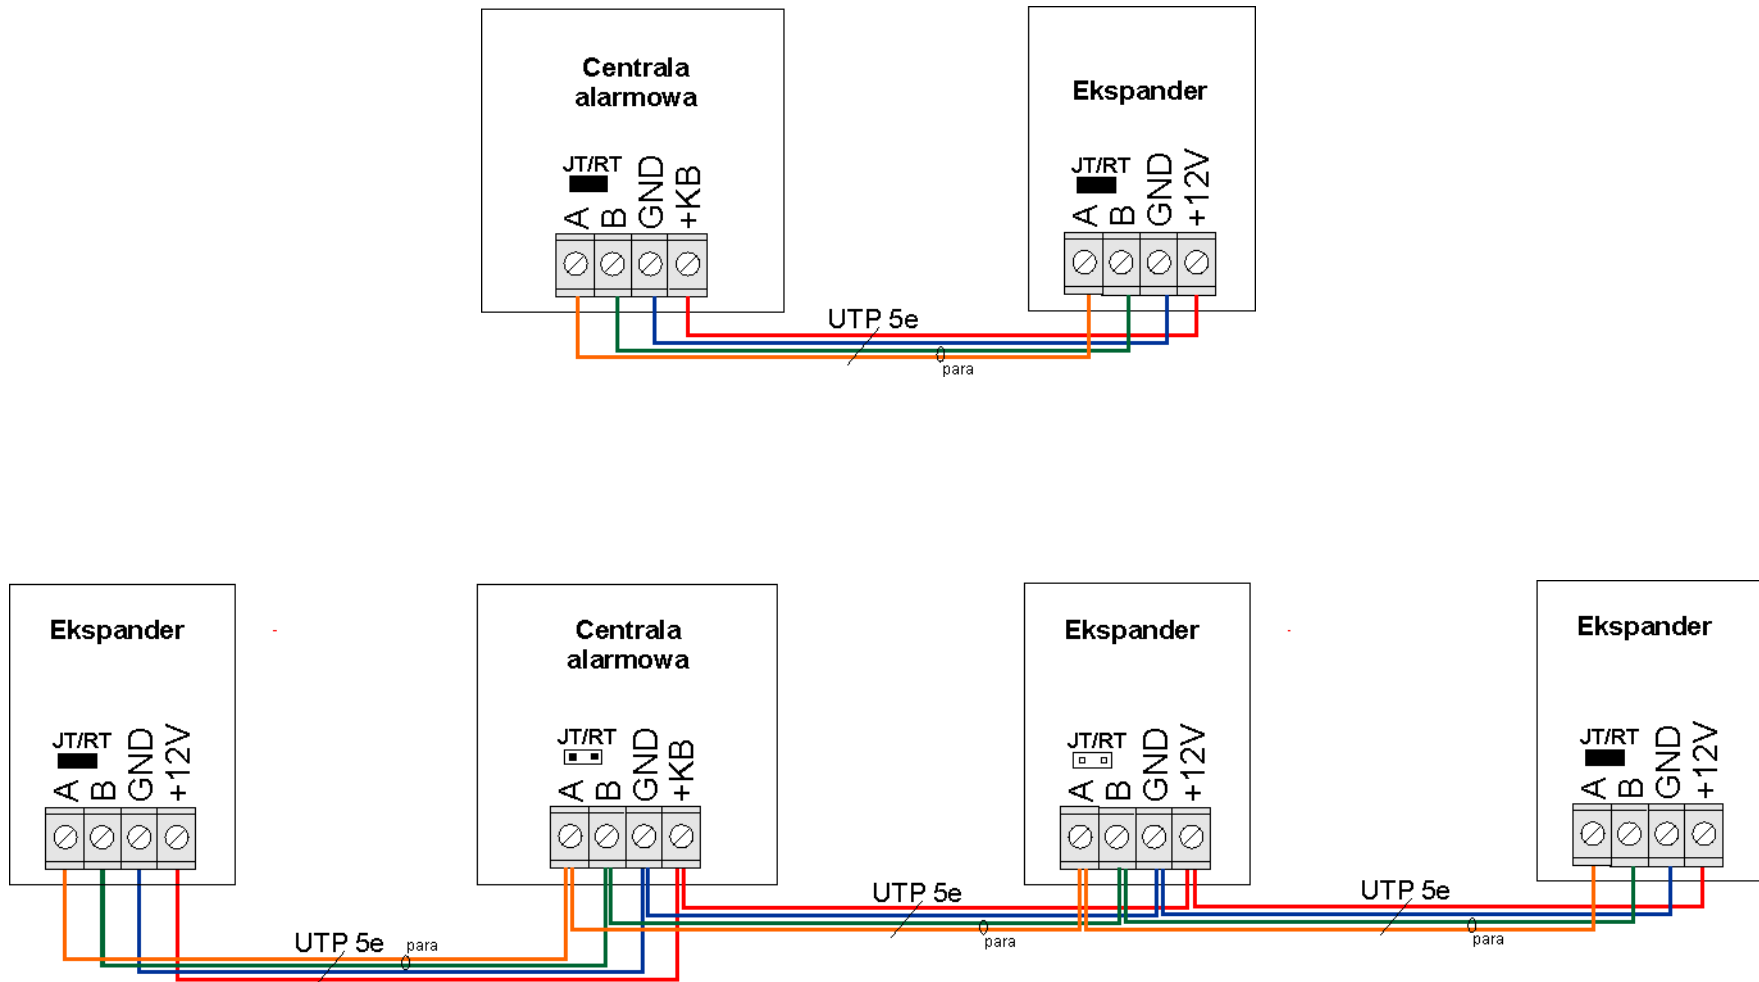 Centrala
alarmowa
JT/RT
A
B
GND
+KB
Ekspander
JT/RT
A
B
GND
+12V
UTP 5e
para
Ekspander
JT/RT
A
B
GND
+12V
Centrala
alarmowa
JT/RT
A
B
GND
+KB
Ekspander
JT/RT
A
B
GND
+12V
Ekspander
JT/RT
A
B
GND
+12V
UTP 5e
para
UTP 5e
para
UTP 5e
para